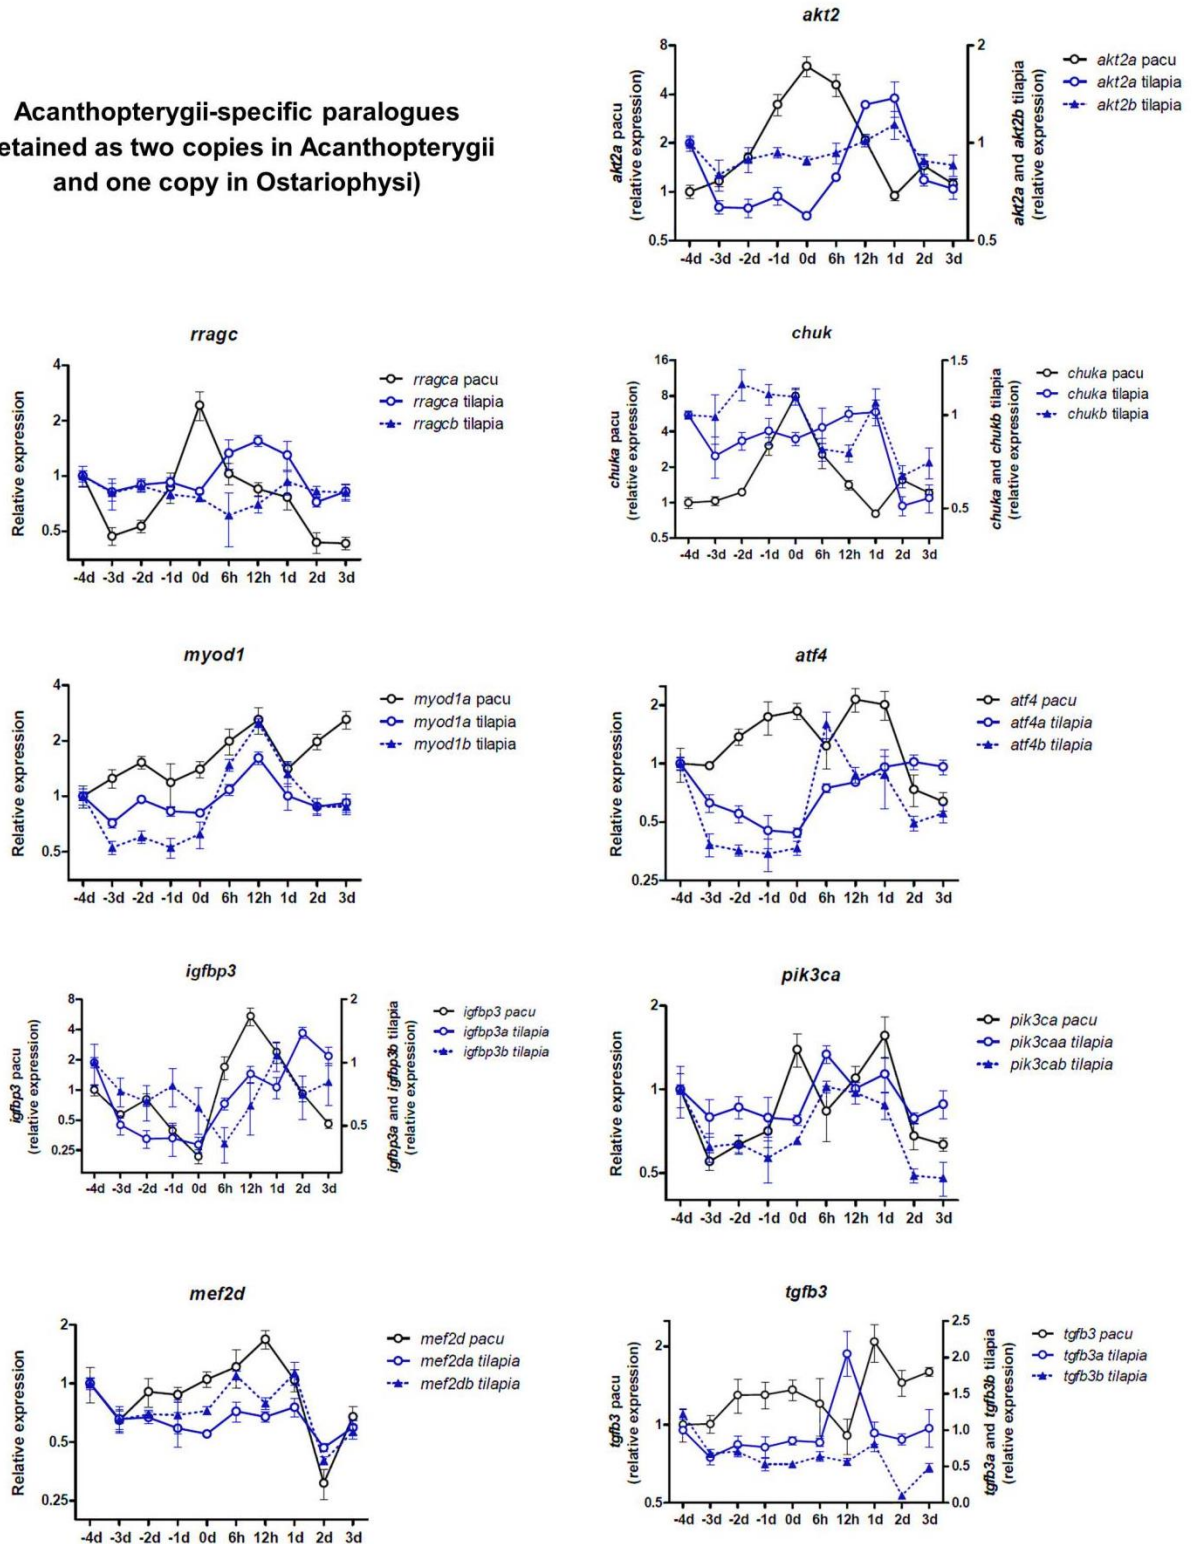 Acanthopterygii-specific paralogues
etained as two copies in Acanthopterygii
and one copy in Ostariophysi)
akt2
akt2a pacu
(relative expression)
8
4
2
1
0.5
2
1
0.5
akt2a and akt2b tilapia
(relative expression)
-4d -3d -2d -1d 0d 6h 12h 1d 2d 3d
akt2a pacu
akt2a tilapia
akt2b tilapia
rragc
Relative expression
4
2
1
0.5
-4d -3d -2d -1d 0d 6h 12h 1d 2d 3d
rragca pacu
rragca tilapia
rragcb tilapia
chuk
chuka pacu
(relative expression)
16
8
4
2
1
0.5
1.5
1
0.5
chuka and chukb tilapia
(relative expression)
-4d -3d -2d -1d 0d 6h 12h 1d 2d 3d
chuka pacu
chuka tilapia
chukb tilapia
myod1
Relative expression
4
2
1
0.5
-4d -3d -2d -1d 0d 6h 12h 1d 2d 3d
myod1a pacu
myod1a tilapia
myod1b tilapia
atf4
Relative expression
2
1
0.5
0.25
-4d -3d -2d -1d 0d 6h 12h 1d 2d 3d
atf4 pacu
atf4a tilapia
atf4b tilapia
igfbp3
igfbp3 pacu
(relative expression)
8
4
2
1
0.5
0.25
2
1
0.5
igfbp3a and igfbp3b tilapia
(relative expression)
-4d -3d -2d -1d 0d 6h 12h 1d 2d 3d
igfbp3 pacu
igfbp3a tilapia
igfbp3b tilapia
pik3ca
Relative expression
2
1
0.5
-4d -3d -2d -1d 0d 6h 12h 1d 2d 3d
pik3ca pacu
pik3caa tilapia
pik3cab tilapia
mef2d
Relative expression
2
1
0.5
0.25
-4d -3d -2d -1d 0d 6h 12h 1d 2d 3d
mef2d pacu
mef2da tilapia
mef2db tilapia
tgfb3
tgfb3 pacu
(relative expression)
2
1
0.5
2.5
2.0
1.5
1.0
0.5
0.0
tgfb3a and tgfb3b tilapia
(relative expression)
-4d -3d -2d -1d 0d 6h 12h 1d 2d 3d
tgfb3 pacu
tgfb3a tilapia
tgfb3b tilapia